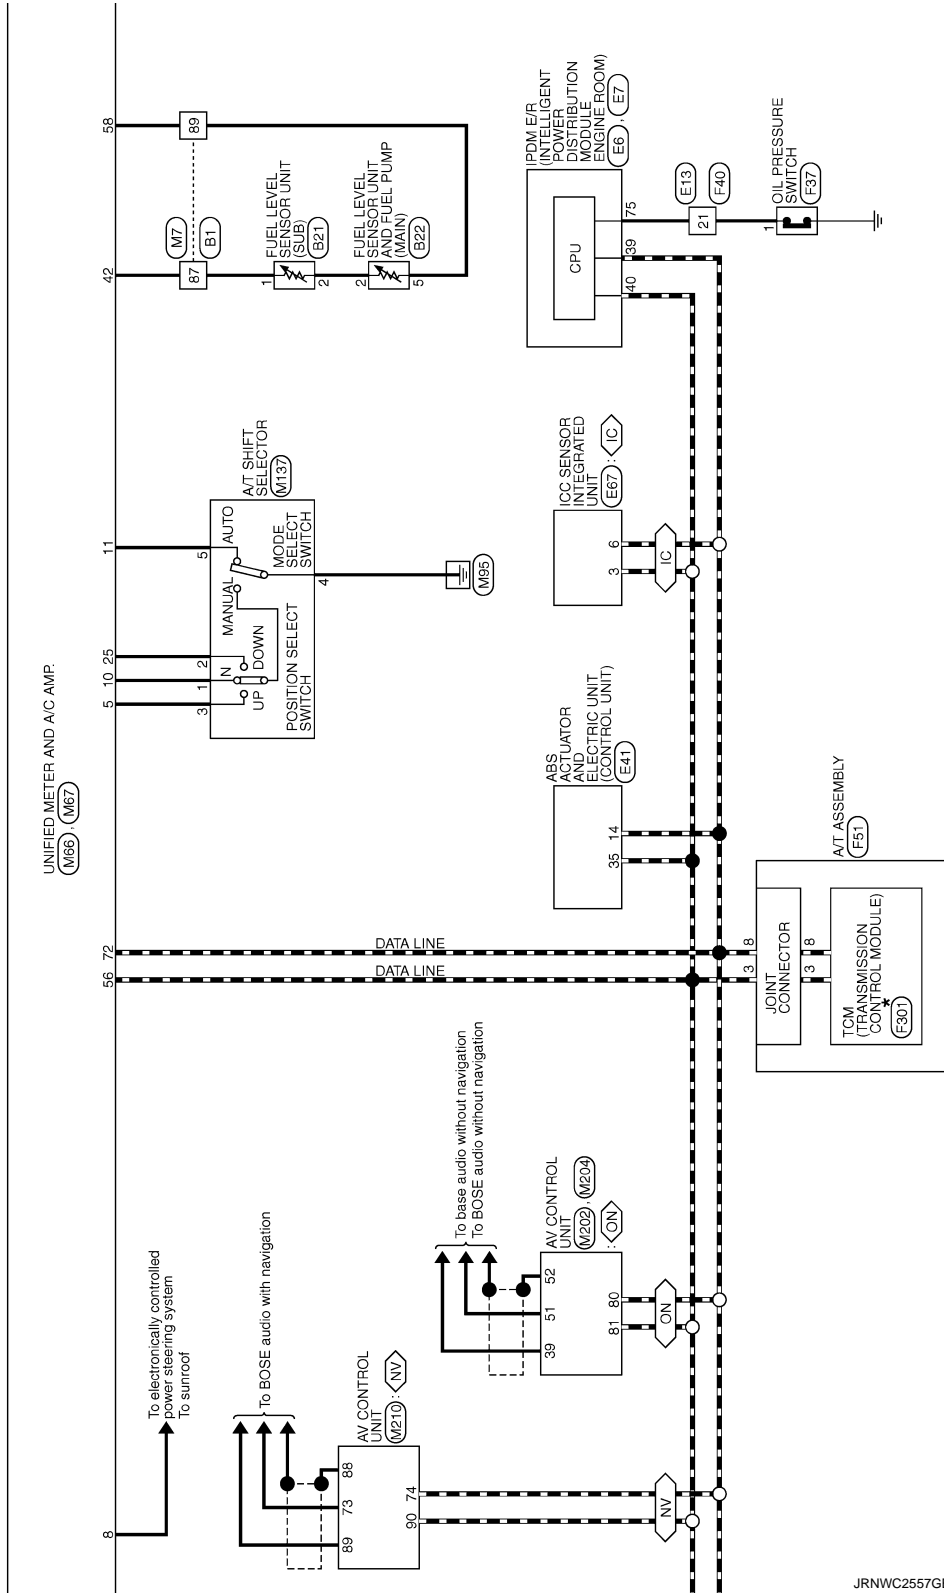 UNIFIED METER AND A/C AMP.
M66 , M67
8
56
72
5
10
25
11
42
58
To electronically controlled
power steering system
To sunroof
To BOSE audio with navigation
AV CONTROL
UNIT
M210 : NV
89
73
88
90
74
NV
To base audio without navigation
To BOSE audio without navigation
AV CONTROL
UNIT
M202 , M204
: ON
39
51
52
81
80
ON
DATA LINE
DATA LINE
3
8
JOINT
CONNECTOR
3
8
TCM
(TRANSMISSION
CONTROL MODULE)
*
F301
A/T ASSEMBLY
F51
ABS
ACTUATOR
AND
ELECTRIC UNIT
(CONTROL UNIT)
E41
35
14
3
1
2
5
UP
N
DOWN
MANUAL
AUTO
POSITION SELECT
SWITCH
MODE
SELECT
SWITCH
4
A/T SHIFT
SELECTOR
M137
M95
ICC SENSOR
INTEGRATED
UNIT
E67 : IC
3
6
IC
87
89
M7
B1
1
2
FUEL LEVEL
SENSOR UNIT
(SUB)
B21
2
5
FUEL LEVEL
SENSOR UNIT
AND FUEL PUMP
(MAIN)
B22
CPU
40
39
75
IPDM E/R
(INTELLIGENT
POWER
DISTRIBUTION
MODULE
ENGINE ROOM)
E6 , E7
21
E13
F40
1
OIL PRESSURE
SWITCH
F37
JRNWC2557GI